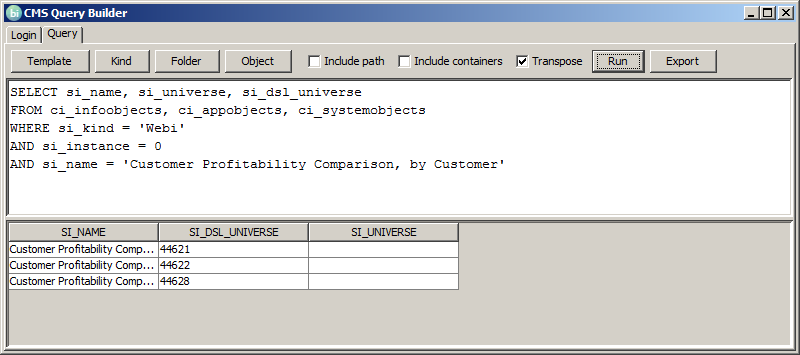 bi CMS Query Builder
Login Query
Template Kind Folder Object Include path Include containers Transpose Run Export
SELECT si_name, si_universe, si_dsl_universe
FROM ci_infoobjects, ci_appobjects, ci_systemobjects
WHERE si_kind = 'Webi'
AND si_instance = 0
AND si_name = 'Customer Profitability Comparison, by Customer'
SI_NAME SI_DSL_UNIVERSE SI_UNIVERSE
Customer Profitability Comp... 44621
Customer Profitability Comp... 44622
Customer Profitability Comp... 44628